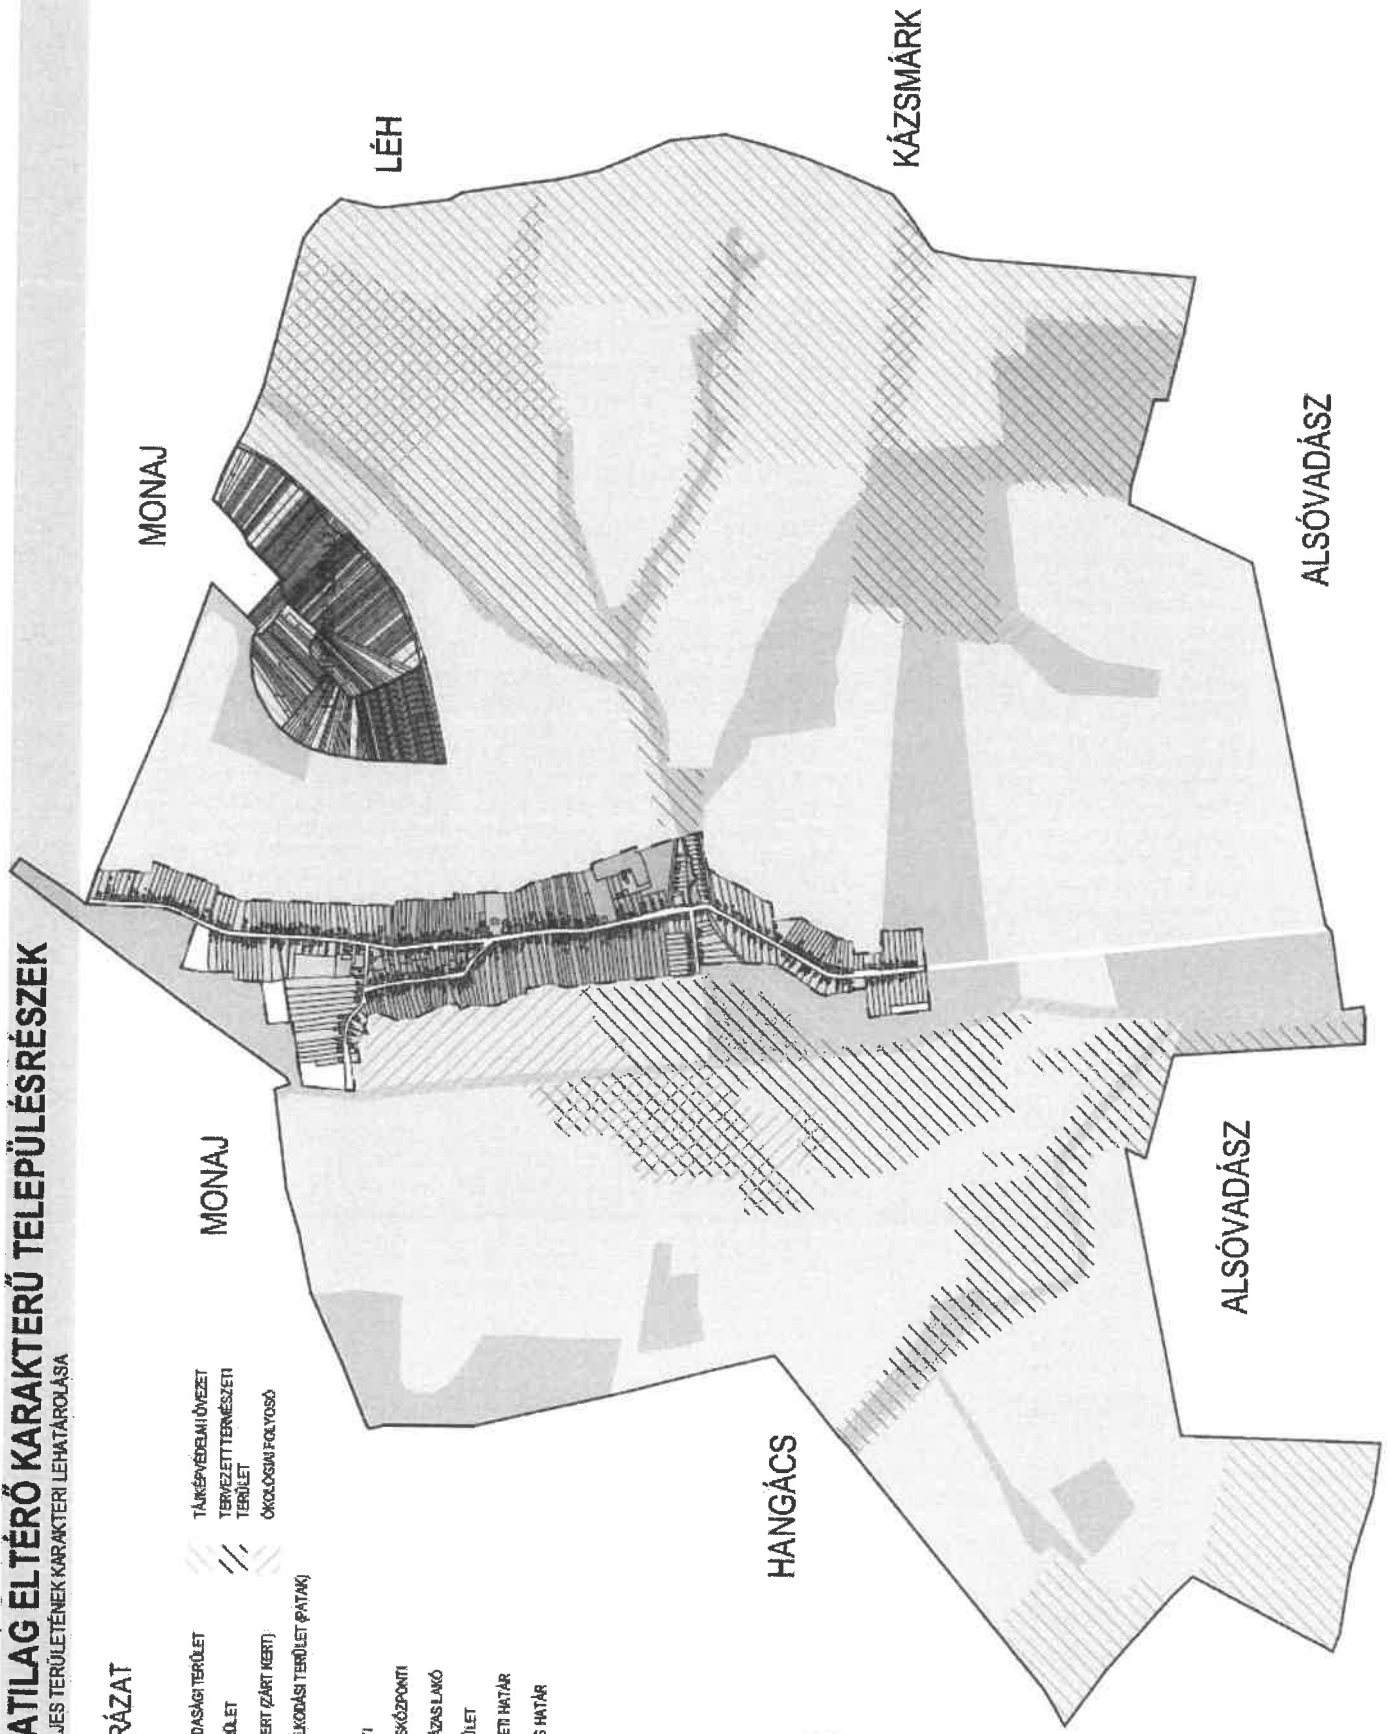 ATILAG ELTÉRŐ KARAKTERŰ TELEPÜLÉSRÉSZEK
JES TERÜLETÉNEK KARAKTERI LEHATÁROLÁSA
RÁZAT
DASÁGI TERÜLET
ÜLET
ERT (ZÁRT KERT)
LKODÁSI TERÜLET (PATAK)
TI
SKÖZPONTI
ÁZAS LAKÓ
ÜLET
ETI HATÁR
S HATÁR
TÁJKÉPVÉDELMI ÖVEZET
TERVEZETT TERMÉSZETI
TERÜLET
ÖKOLÓGIAI FOLYOSÓ
MONAJ
MONAJ
LÉH
KÁZSMÁRK
HANGÁCS
ALSÓVADÁSZ
ALSÓVADÁSZ